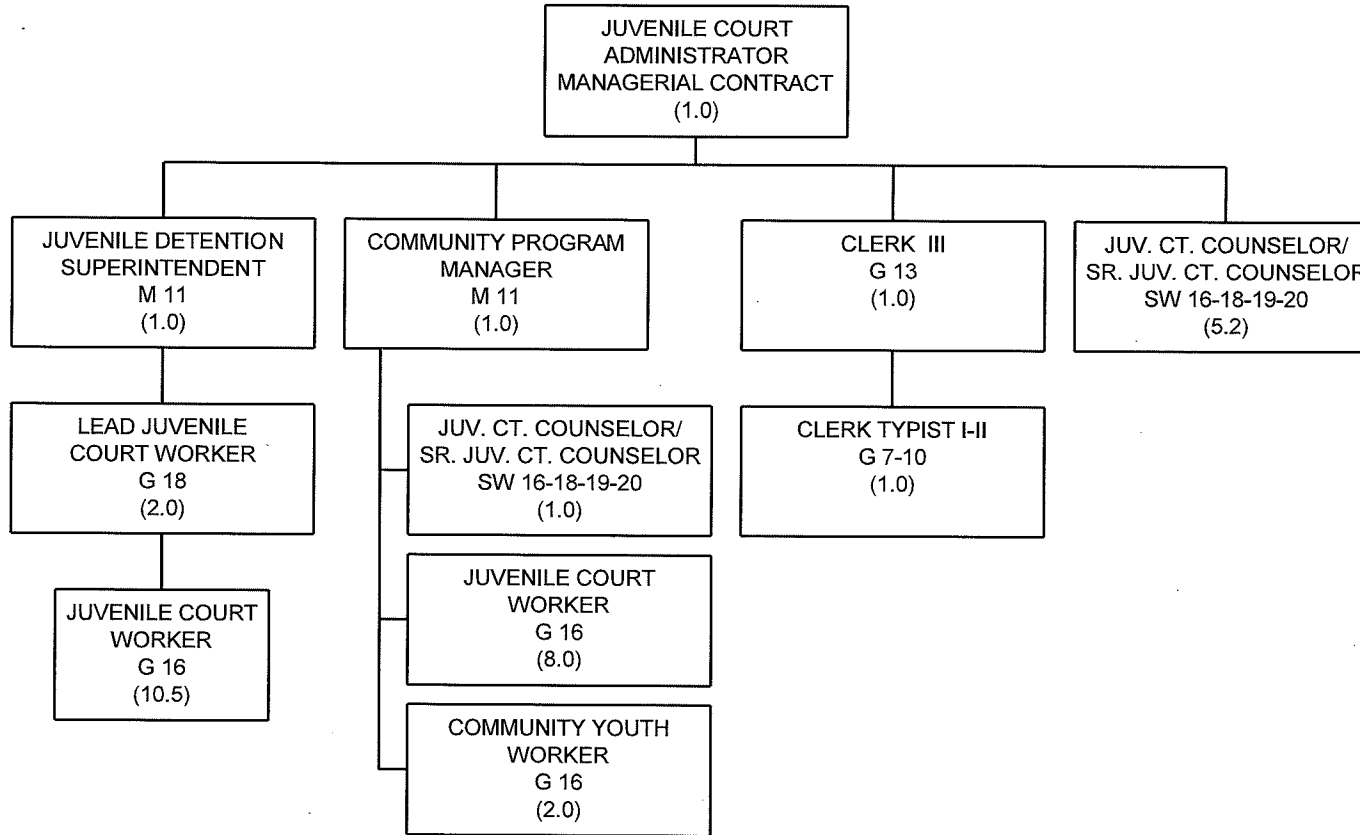 JUVENILE COURT
ADMINISTRATOR
MANAGERIAL CONTRACT
(1.0)
JUVENILE DETENTION
SUPERINTENDENT
M 11
(1.0)
COMMUNITY PROGRAM
MANAGER
M 11
(1.0)
CLERK III
G 13
(1.0)
JUV. CT. COUNSELOR/
SR. JUV. CT. COUNSELOR
SW 16-18-19-20
(5.2)
LEAD JUVENILE
COURT WORKER
G 18
(2.0)
JUV. CT. COUNSELOR/
SR. JUV. CT. COUNSELOR
SW 16-18-19-20
(1.0)
CLERK TYPIST I-II
G 7-10
(1.0)
JUVENILE COURT
WORKER
G 16
(10.5)
JUVENILE COURT
WORKER
G 16
(8.0)
COMMUNITY YOUTH
WORKER
G 16
(2.0)